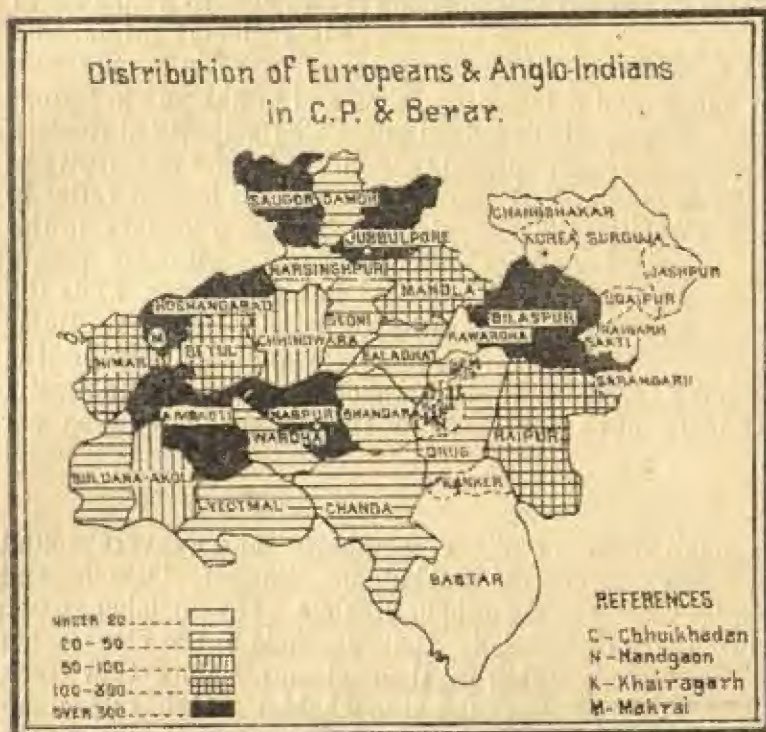 Distribution of Europeans & Anglo-Indians
in C.P. & Berar.
SAUGOR
DAMOH
JUBBULPORE
CHANGBHAKAR
KOREA
SURGUJA
JASHPUR
UDAIPUR
NARSINGHPUR
MANDLA
HOSHANGABAD
SEONI
BILASPUR
RAIGARH
SAKTI
KAWARDHA
M
NIMAR
BETUL
CHHINDWARA
BALAGHAT
SARANGARH
AMRAOTI
NAGPUR
BHANDARA
WARDHA
RAIPUR
DRUG
BULDANA
AKOLA
YEOTMAL
CHANDA
KANKER
BASTAR
UNDER 20
20 - 50
50 - 100
100 - 300
OVER 300
REFERENCES
C - Chhuikhadan
N - Nandgaon
K - Khairagarh
M - Makrai